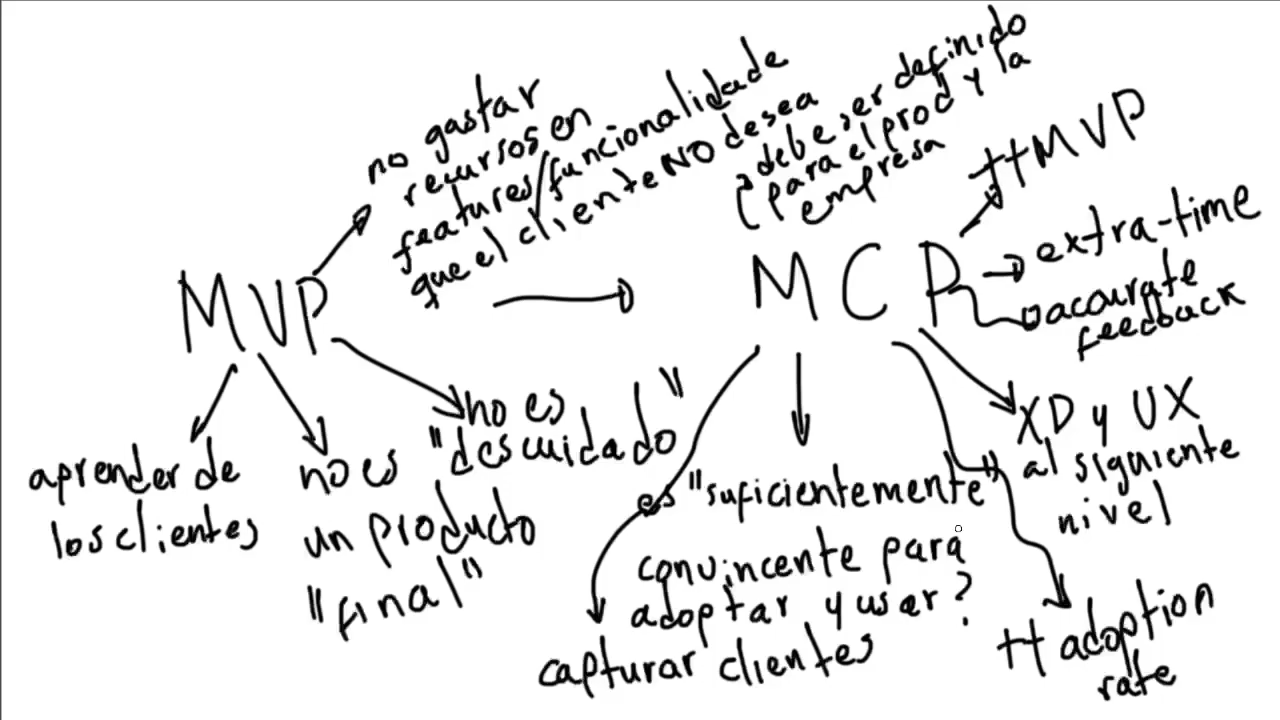 no gastar
recursos en
features/funcionalidade
que el cliente NO desea
MVP
aprender de
los clientes
no es
un producto
"final"
no es
"descuidado"
debe ser definido
para el prod y la
empresa
MCP
++MVP
extra-time
acourate
feedback
XD y UX
al siguiente
nivel
es "suficientemente"
convincente para
adoptar y usar?
capturar clientes
++ adoption
rate